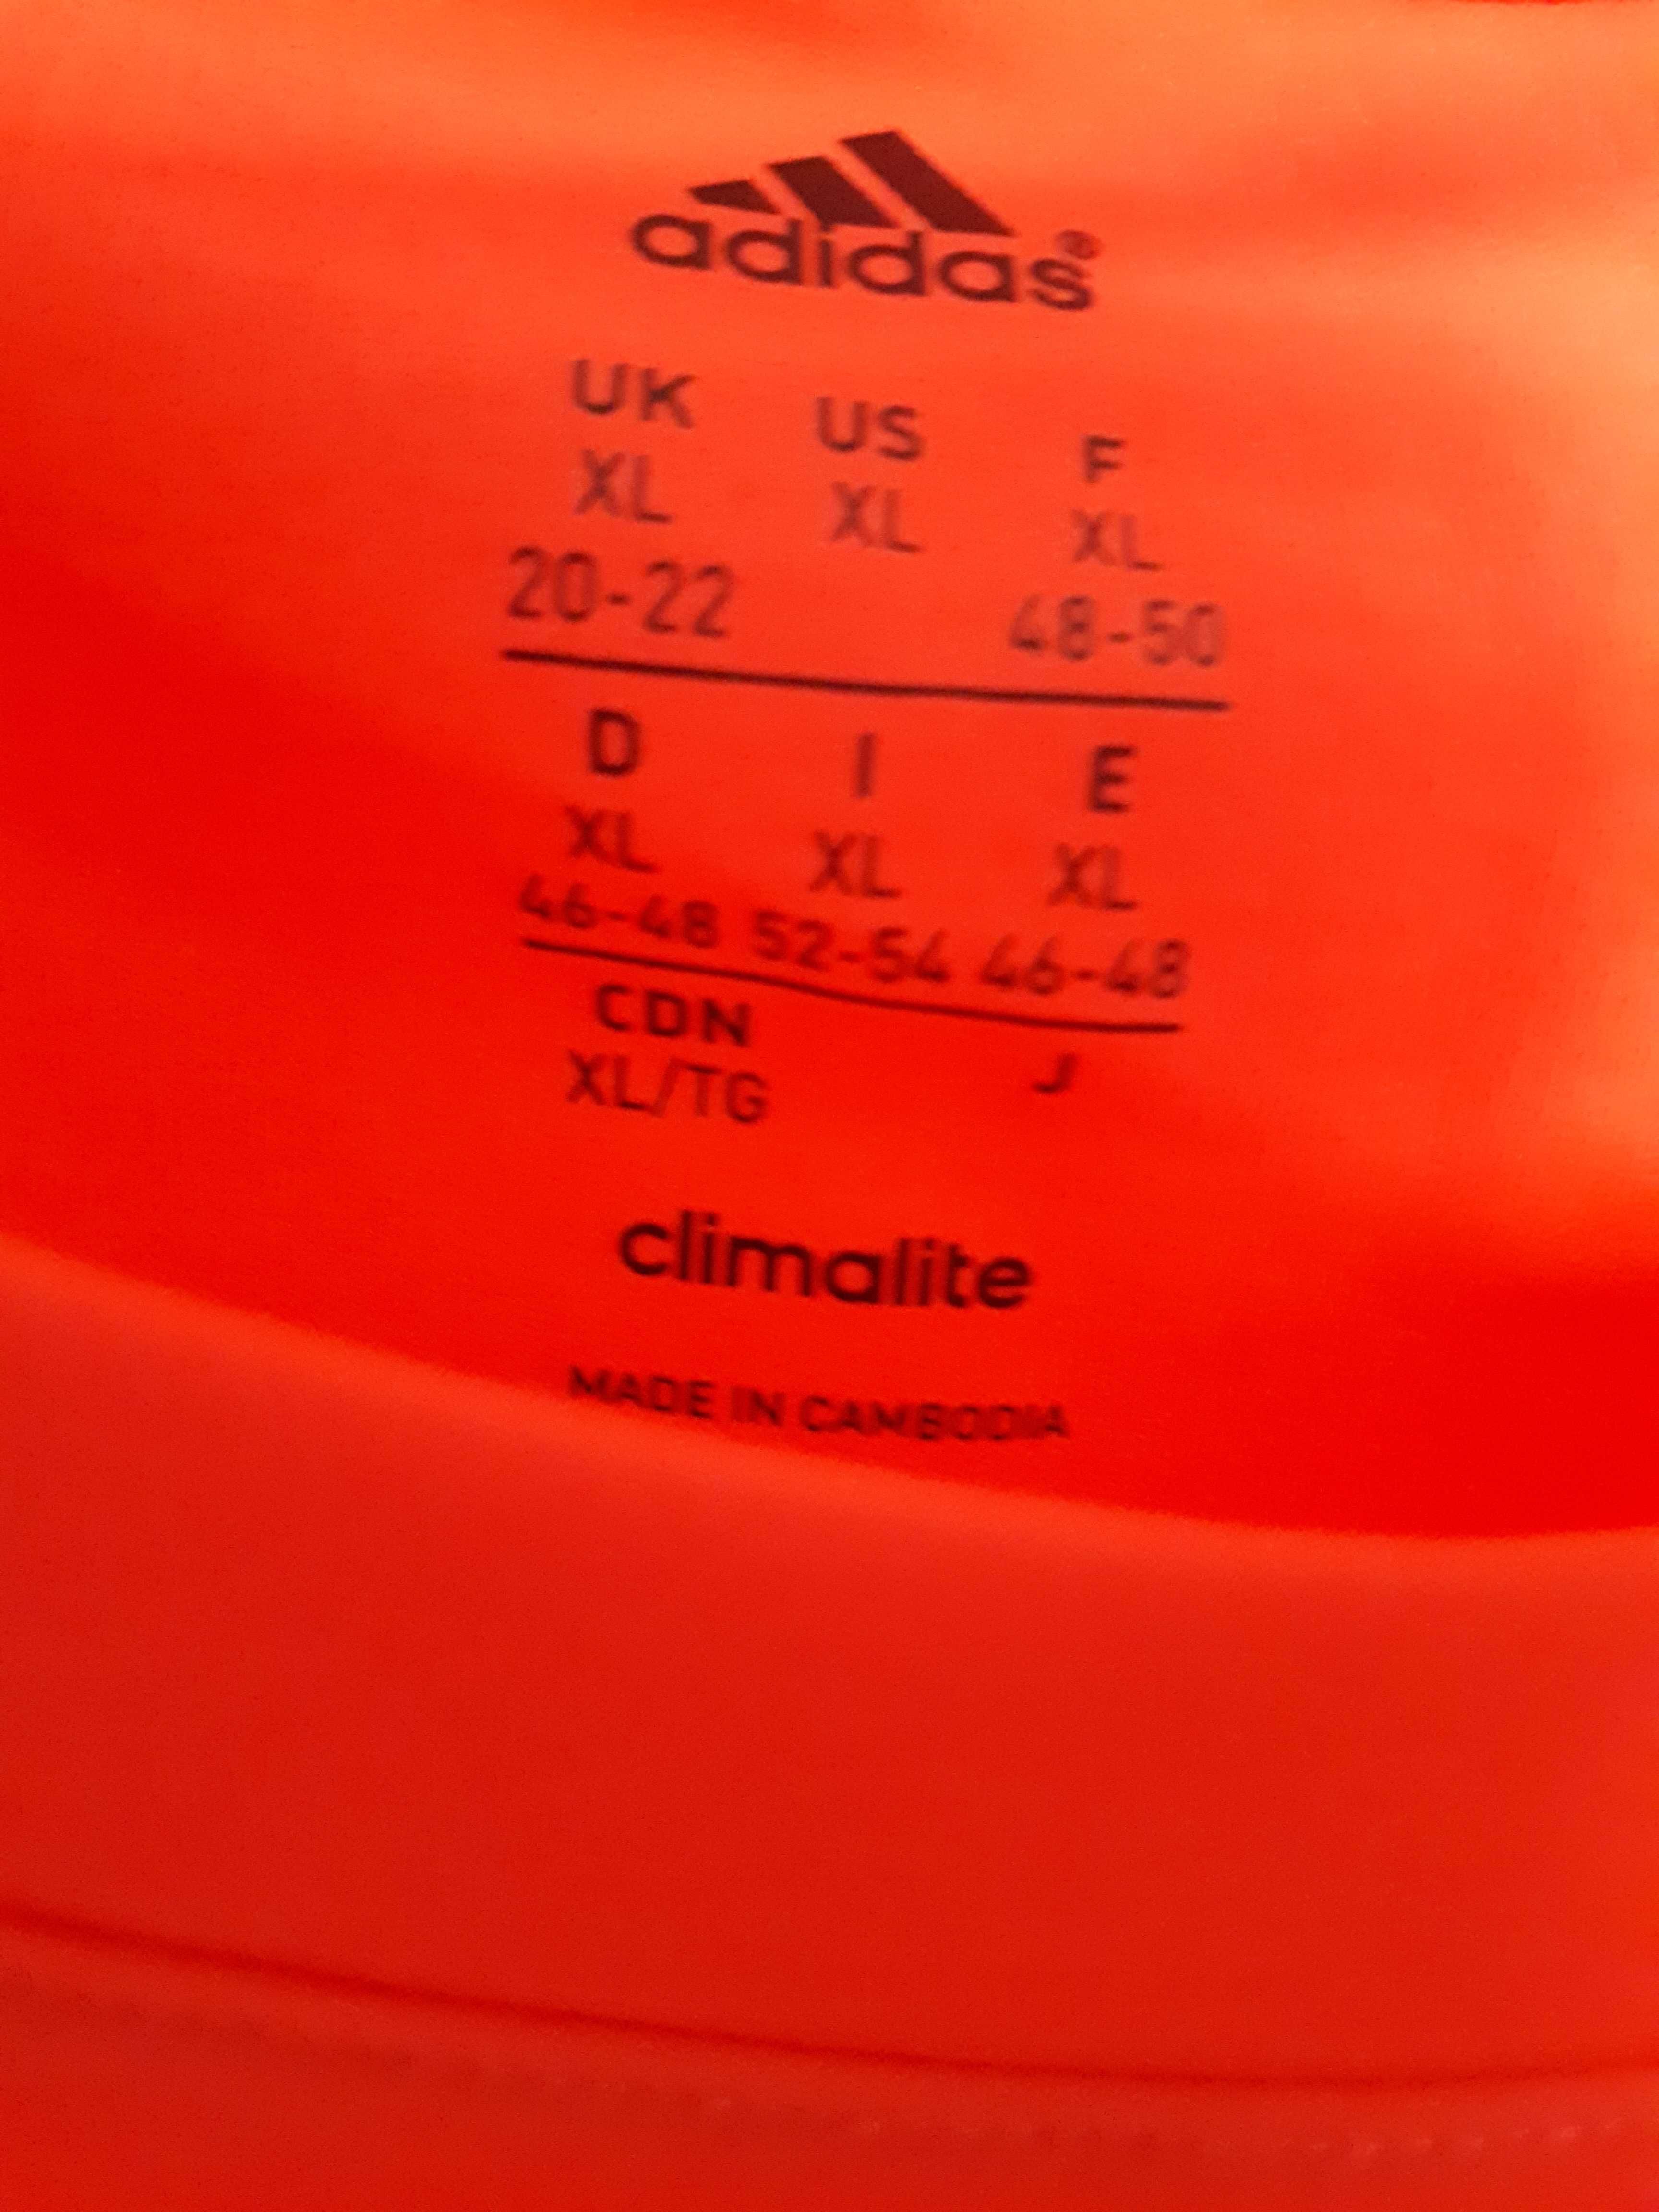 adidas®
UK US F
XL XL XL
20-22 48-50
D I E
XL XL XL
46-48 52-54 46-48
CDN J
XL/TG
climalite
MADE IN CAMBODIA